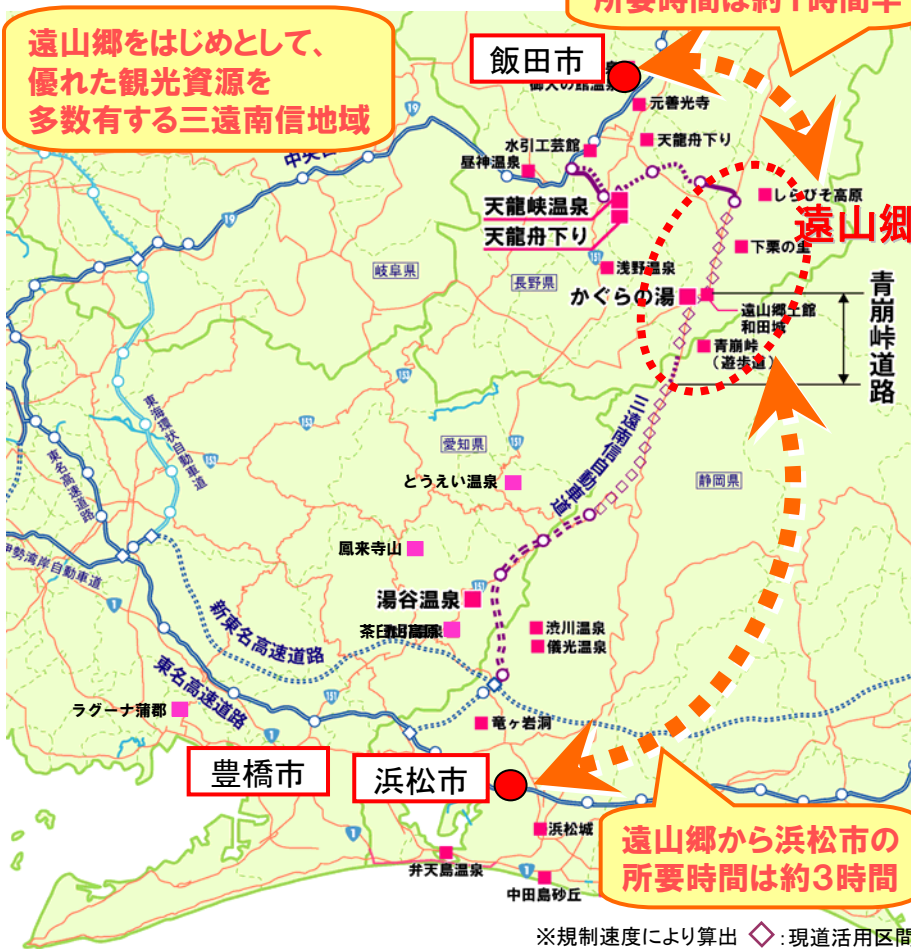 所要時間は約1時間半
遠山郷をはじめとして、
優れた観光資源を
多数有する三遠南信地域
飯田市
元善光寺
天龍舟下り
水引工芸館
昼神温泉
19
天龍峡温泉
天龍舟下り
しらびそ高原
遠山郷
下栗の里
岐阜県
長野県
151
浅野温泉
かぐらの湯
遠山郷土館
和田城
青崩峠
(遊歩道)
青崩峠道路
19
153
151
153
東海環状自動車道
東名高速道路
愛知県
151
三遠南信自動車道
静岡県
とうえい温泉
鳳来寺山
伊勢湾岸自動車道
1
151
湯谷温泉
新東名高速道路
渋川温泉
儀光温泉
東名高速道路
151
ラグーナ蒲郡
1
竜ヶ岩洞
豊橋市
浜松市
遠山郷から浜松市の
所要時間は約3時間
1
浜松城
弁天島温泉
1
中田島砂丘
※規制速度により算出 ◇:現道活用区間